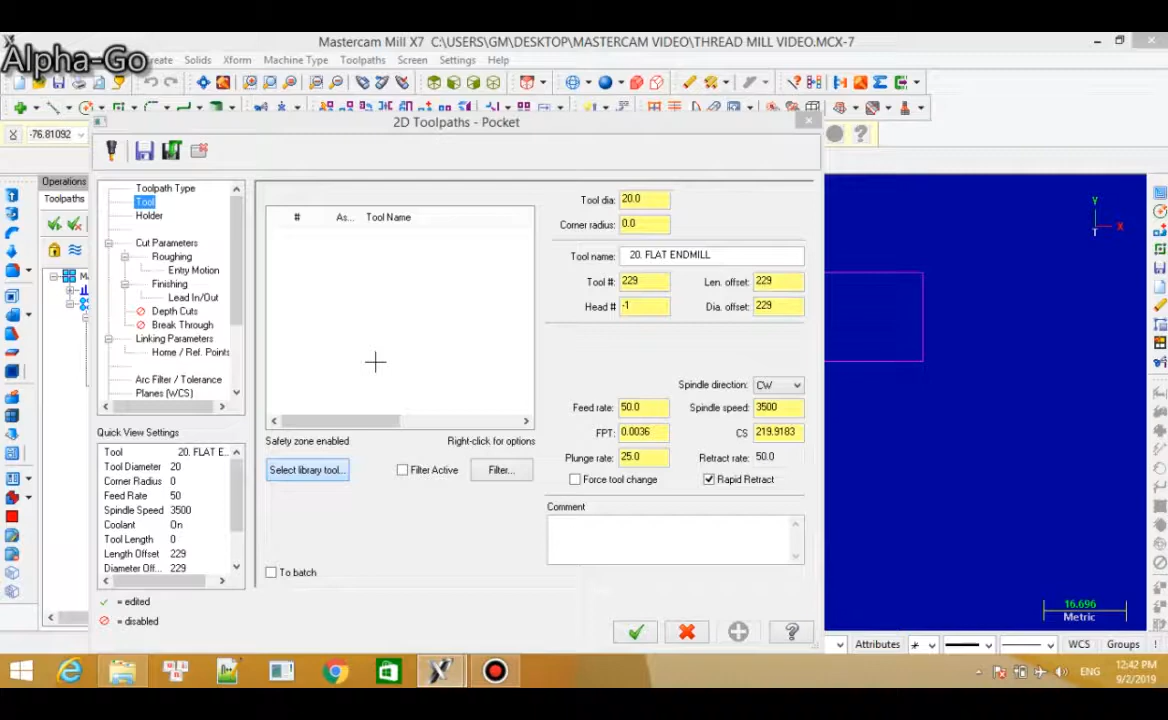 Alpha-Go
Mastercam Mill X7 C:\USERS\GM\DESKTOP\MASTERCAM VIDEO\THREAD MILL VIDEO.MCX-7
Create Solids Xform Machine Type Toolpaths Screen Settings Help
2D Toolpaths - Pocket
-76.81092
Operations
Toolpaths
Toolpath Type
Tool
Holder
Cut Parameters
Roughing
Entry Motion
Finishing
Lead In/Out
Depth Cuts
Break Through
Linking Parameters
Home / Ref. Points
Arc Filter / Tolerance
Planes (WCS)
Quick View Settings
Tool 20. FLAT E...
Tool Diameter 20
Corner Radius 0
Feed Rate 50
Spindle Speed 3500
Coolant On
Tool Length 0
Length Offset 229
Diameter Off... 229
= edited
= disabled
# As... Tool Name
Safety zone enabled Right-click for options
Select library tool... Filter Active Filter...
To batch
Tool dia: 20.0
Corner radius: 0.0
Tool name: 20. FLAT ENDMILL
Tool #: 229 Len. offset: 229
Head # -1 Dia. offset: 229
Spindle direction: CW
Feed rate: 50.0 Spindle speed: 3500
FPT: 0.0036 CS 219.9183
Plunge rate: 25.0 Retract rate: 50.0
Force tool change Rapid Retract
Comment
Y
X
T
16.696
Metric
Attributes WCS Groups
ENG
12:42 PM
9/2/2019